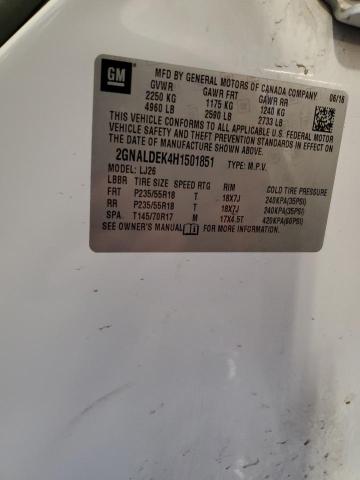 GM
MFD BY GENERAL MOTORS OF CANADA COMPANY
GVWR GAWR FRT GAWR RR 06/16
2250 KG 1175 KG 1240 KG
4960 LB 2590 LB 2733 LB
THIS VEHICLE CONFORMS TO ALL APPLICABLE U.S. FEDERAL MOTOR
VEHICLE SAFETY AND THEFT PREVENTION STANDARDS IN EFFECT ON THE
DATE OF MANUFACTURE SHOWN ABOVE.
2GNALDEK4H1501851 TYPE: M.P.V.
MODEL: LJ26
LBBR TIRE SIZE SPEED RTG RIM COLD TIRE PRESSURE
FRT P235/55R18 T 18X7J 240KPA(35PSI)
RR P235/55R18 T 18X7J 240KPA(35PSI)
SPA T145/70R17 M 17X4.5T 420KPA(60PSI)
SEE OWNER'S MANUAL FOR MORE INFORMATION.